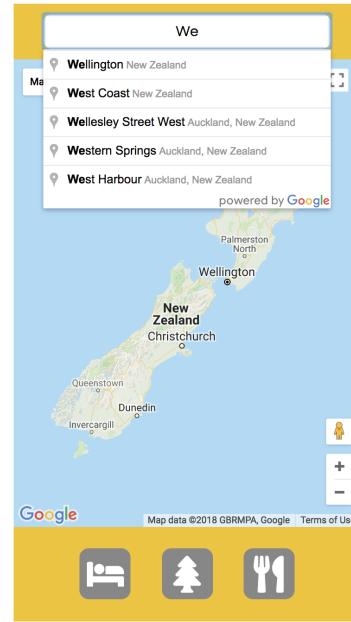 We
Wellington New Zealand
Ma
West Coast New Zealand
Wellesley Street West Auckland, New Zealand
Western Springs Auckland, New Zealand
West Harbour Auckland, New Zealand
powered by Google
Palmerston
North
Wellington
New
Zealand
Christchurch
Queenstown
Dunedin
Invercargill
+
−
Google
Map data ©2018 GBRMPA, Google Terms of Us